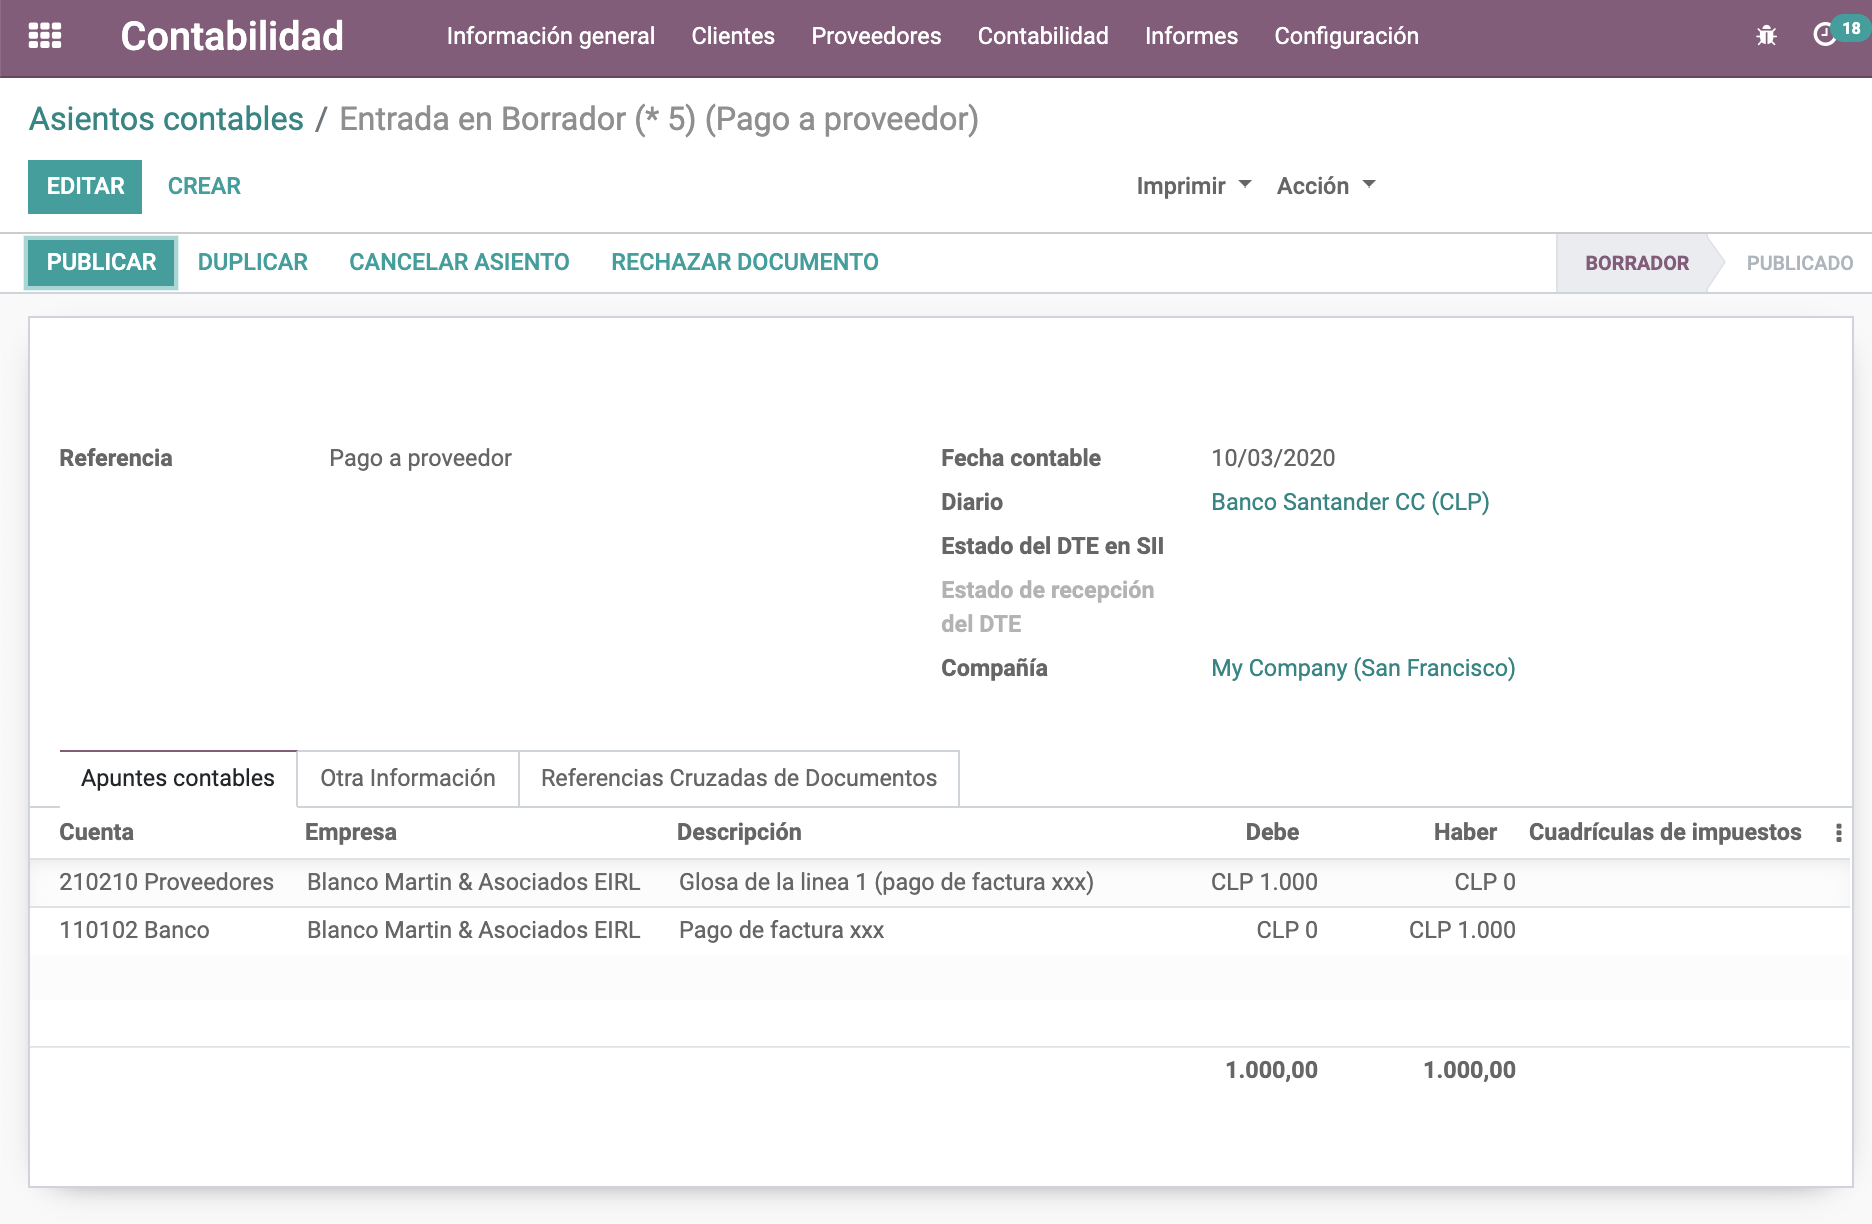 Contabilidad Información general Clientes Proveedores Contabilidad Informes Configuración 18
Asientos contables / Entrada en Borrador (* 5) (Pago a proveedor)
EDITAR CREAR Imprimir Acción
PUBLICAR DUPLICAR CANCELAR ASIENTO RECHAZAR DOCUMENTO BORRADOR PUBLICADO
Referencia Pago a proveedor Fecha contable 10/03/2020
Diario Banco Santander CC (CLP)
Estado del DTE en SII
Estado de recepción
del DTE
Compañía My Company (San Francisco)
Apuntes contables Otra Información Referencias Cruzadas de Documentos
Cuenta Empresa Descripción Debe Haber Cuadrículas de impuestos
210210 Proveedores Blanco Martin & Asociados EIRL Glosa de la linea 1 (pago de factura xxx) CLP 1.000 CLP 0
110102 Banco Blanco Martin & Asociados EIRL Pago de factura xxx CLP 0 CLP 1.000
1.000,00 1.000,00